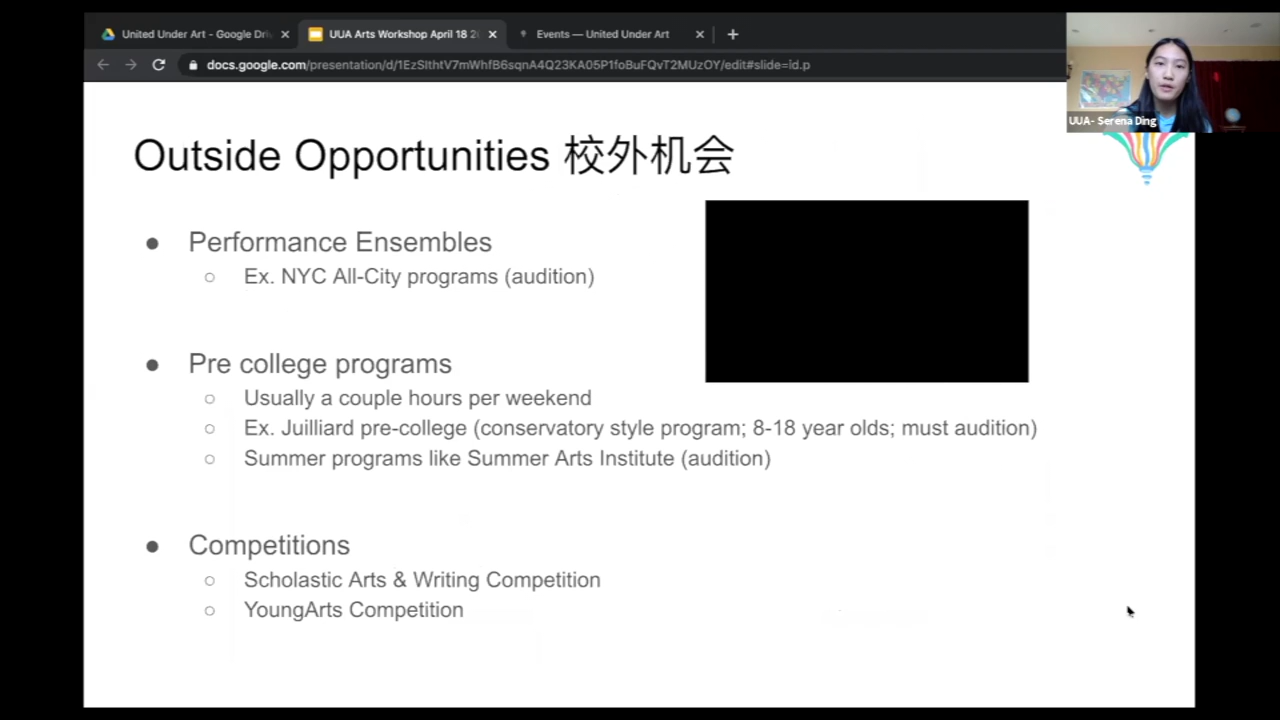 United Under Art - Google Dri
UUA Arts Workshop April 18 2
Events — United Under Art
docs.google.com/presentation/d/1EzSIthtV7mWhfB6sqnA4Q23KA05P1foBuFQvT2MUzOY/edit#slide=id.p
UUA- Serena Ding
Outside Opportunities 校外机会
● Performance Ensembles
○ Ex. NYC All-City programs (audition)
● Pre college programs
○ Usually a couple hours per weekend
○ Ex. Juilliard pre-college (conservatory style program; 8-18 year olds; must audition)
○ Summer programs like Summer Arts Institute (audition)
● Competitions
○ Scholastic Arts & Writing Competition
○ YoungArts Competition